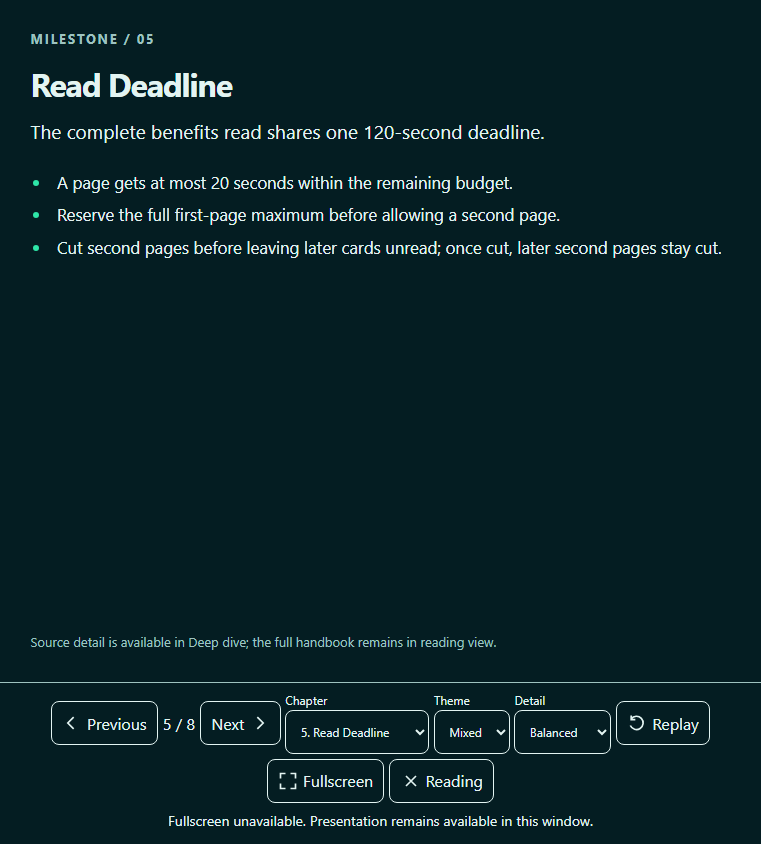 MILESTONE / 05
Read Deadline
The complete benefits read shares one 120-second deadline.
A page gets at most 20 seconds within the remaining budget.
Reserve the full first-page maximum before allowing a second page.
Cut second pages before leaving later cards unread; once cut, later second pages stay cut.
Source detail is available in Deep dive; the full handbook remains in reading view.
Chapter Theme Detail
Previous 5 / 8 Next 5. Read Deadline Mixed Balanced Replay
Fullscreen Reading
Fullscreen unavailable. Presentation remains available in this window.